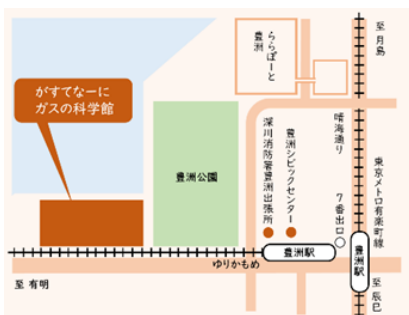 至 月島
ららぽーと
豊洲
がすてなーに
ガスの科学館
晴海通り
豊洲公園
深川消防署豊洲出張所
豊洲シビックセンター
7番出口
東京メトロ有楽町線
豊洲駅
豊洲駅
ゆりかもめ
至 有明
至 辰巳